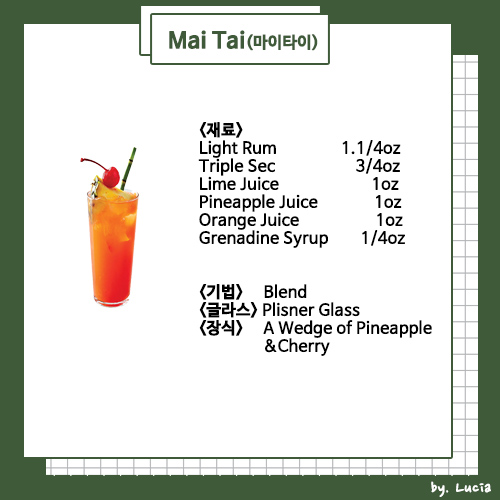 Mai Tai(마이타이)
<재료>
Light Rum 1.1/4oz
Triple Sec 3/4oz
Lime Juice 1oz
Pineapple Juice 1oz
Orange Juice 1oz
Grenadine Syrup 1/4oz
<기법> Blend
<글라스> Plisner Glass
<장식> A Wedge of Pineapple
&Cherry
by. Lucia